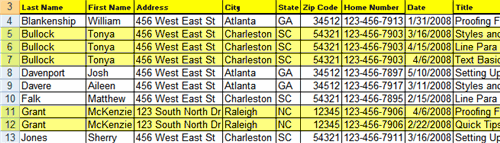 3 Last Name First Name Address City State Zip Code Home Number Date Title
4 Blankenship William 456 West East St Atlanta GA 34512 123-456-7913 1/31/2008 Proofing F
5 Bullock Tonya 456 West East St Charleston SC 54321 123-456-7903 3/16/2008 Styles and
6 Bullock Tonya 456 West East St Charleston SC 54321 123-456-7903 4/15/2008 Line Para
7 Bullock Tonya 456 West East St Charleston SC 54321 123-456-7903 4/6/2008 Text Basic
8 Davenport Josh 456 West East St Atlanta GA 34512 123-456-7897 5/10/2008 Setting Up
9 Davere Aileen 456 West East St Atlanta GA 34512 123-456-7917 3/11/2008 Styles and
10 Falk Matthew 456 West East St Charleston SC 54321 123-456-7895 2/15/2008 Line Para
11 Grant McKenzie 123 South North Dr Raleigh NC 12345 123-456-7906 4/6/2008 Proofing F
12 Grant McKenzie 123 South North Dr Raleigh NC 12345 123-456-7906 2/22/2008 Quick Tips
13 Jones Sherry 456 West East St Charleston SC 54321 123-456-7911 3/9/2008 Setting Up